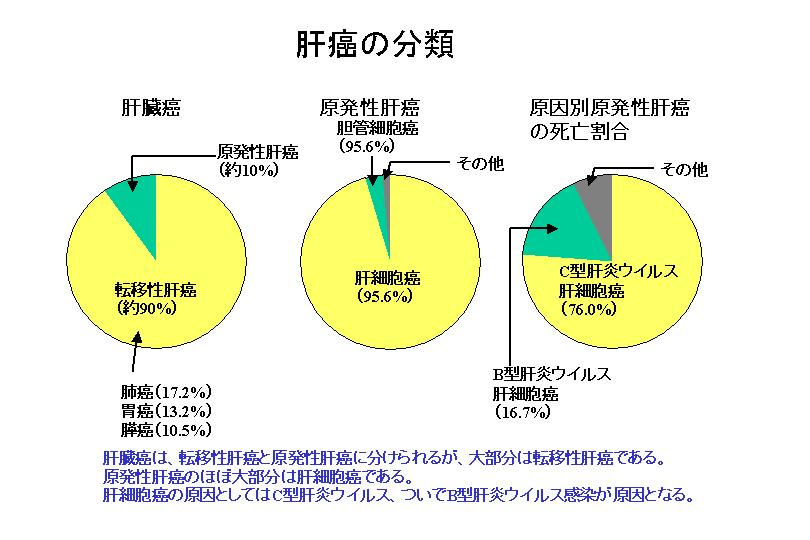 肝癌の分類
肝臓癌
原発性肝癌
(約10%)
転移性肝癌
(約90%)
肺癌(17.2%)
胃癌(13.2%)
膵癌(10.5%)
原発性肝癌
胆管細胞癌
(95.6%)
その他
肝細胞癌
(95.6%)
原因別原発性肝癌
の死亡割合
その他
C型肝炎ウイルス
肝細胞癌
(76.0%)
B型肝炎ウイルス
肝細胞癌
(16.7%)
肝臓癌は、転移性肝癌と原発性肝癌に分けられるが、大部分は転移性肝癌である。
原発性肝癌のほぼ大部分は肝細胞癌である。
肝細胞癌の原因としてはC型肝炎ウイルス、ついでB型肝炎ウイルス感染が原因となる。